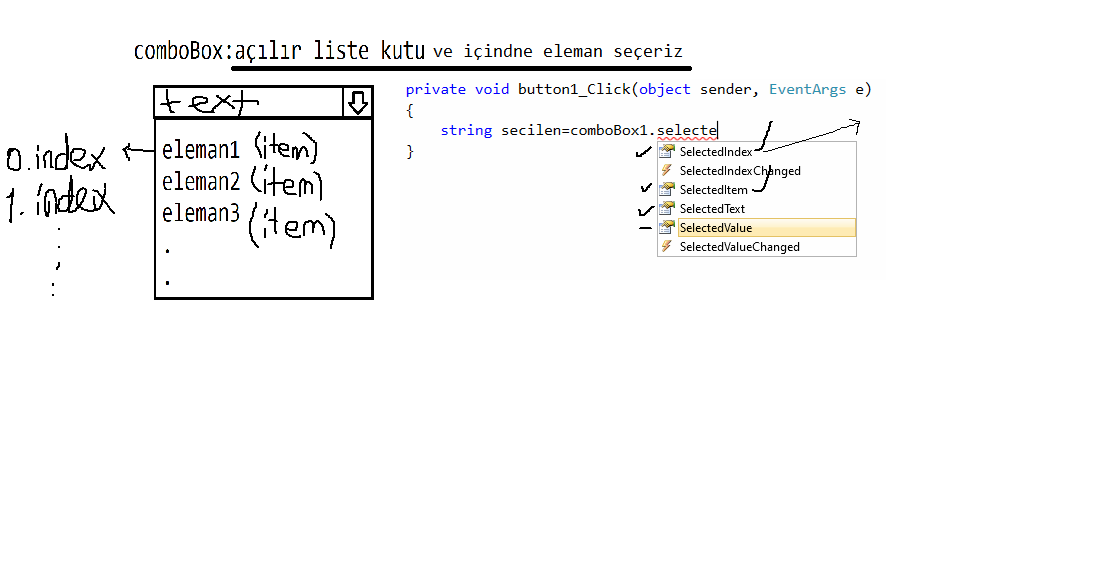 comboBox:açılır liste kutu ve içindne eleman seçeriz
text
0.index
eleman1 (item)
1. index
eleman2 (item)
eleman3 (item)
private void button1_Click(object sender, EventArgs e)
{
string secilen=comboBox1.selecte
}
SelectedIndex
SelectedIndexChanged
SelectedItem
SelectedText
SelectedValue
SelectedValueChanged